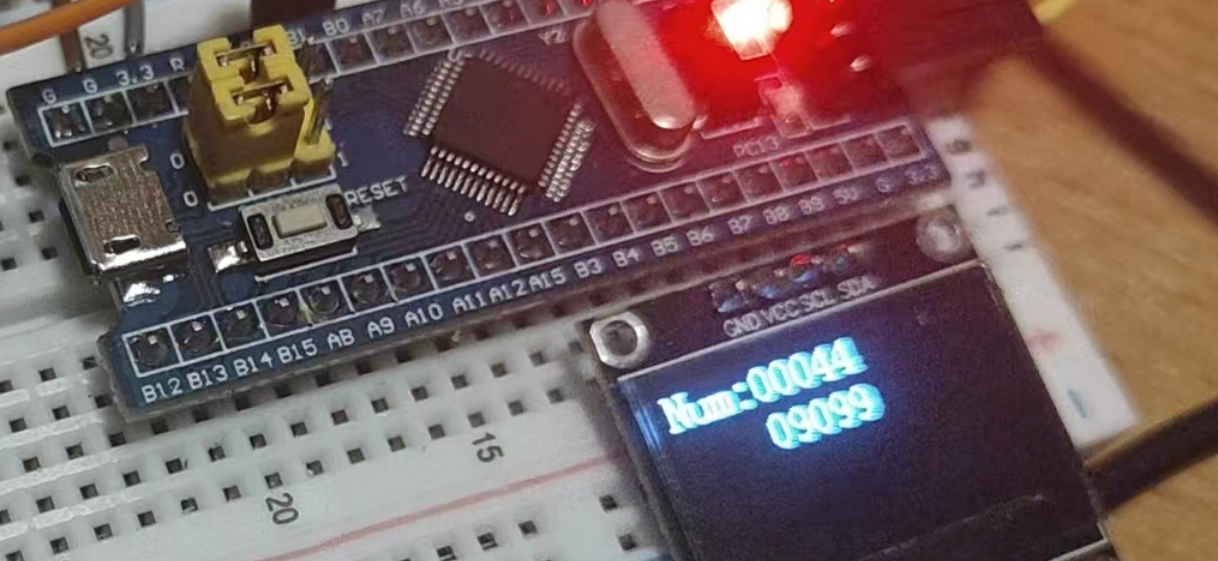 20
G G 3.3 R
B1 B0 A7 A6 A5
Y2
0 1
0
RESET
PC13
B12 B13 B14 B15 A8 A9 A10 A11 A12 A15 B3 B4 B5 B6 B7 B8 B9 5V G 3.3
GND VCC SCL SDA
Num:00044
09099
15
20